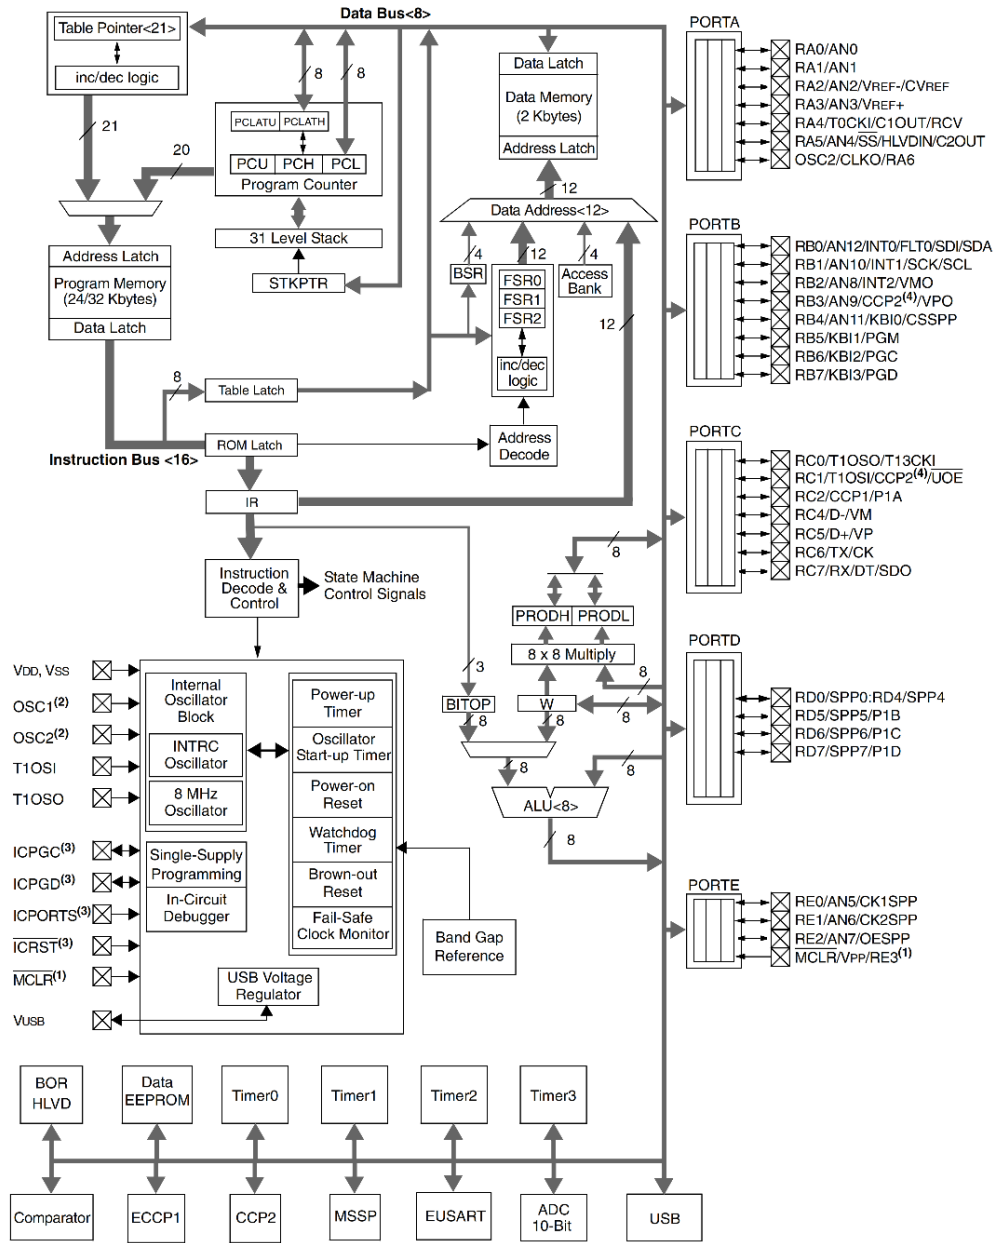 Data Bus<8>
Table Pointer<21>
inc/dec logic
21
20
8
8
PCLATU PCLATH
PCU PCH PCL
Program Counter
31 Level Stack
STKPTR
Address Latch
Program Memory
(24/32 Kbytes)
Data Latch
8
Table Latch
Instruction Bus <16>
ROM Latch
IR
Data Latch
Data Memory
(2 Kbytes)
Address Latch
12
Data Address<12>
4
12
4
BSR
FSR0
FSR1
FSR2
inc/dec
logic
Access
Bank
12
Address
Decode
Instruction
Decode &
Control
State Machine
Control Signals
8
PRODH PRODL
8 x 8 Multiply
3
8
BITOP
W
8
8
8
8
8
ALU<8>
8
VDD, VSS
OSC1(2)
OSC2(2)
T1OSI
T1OSO
ICPGC(3)
ICPGD(3)
ICPORTS(3)
ICRST(3)
MCLR(1)
VUSB
Internal
Oscillator
Block
INTRC
Oscillator
8 MHz
Oscillator
Single-Supply
Programming
In-Circuit
Debugger
Power-up
Timer
Oscillator
Start-up Timer
Power-on
Reset
Watchdog
Timer
Brown-out
Reset
Fail-Safe
Clock Monitor
USB Voltage
Regulator
Band Gap
Reference
PORTA
RA0/AN0
RA1/AN1
RA2/AN2/VREF-/CVREF
RA3/AN3/VREF+
RA4/T0CKI/C1OUT/RCV
RA5/AN4/SS/HLVDIN/C2OUT
OSC2/CLKO/RA6
PORTB
RB0/AN12/INT0/FLT0/SDI/SDA
RB1/AN10/INT1/SCK/SCL
RB2/AN8/INT2/VMO
RB3/AN9/CCP2(4)/VPO
RB4/AN11/KBI0/CSSPP
RB5/KBI1/PGM
RB6/KBI2/PGC
RB7/KBI3/PGD
PORTC
RC0/T1OSO/T13CKI
RC1/T1OSI/CCP2(4)/UOE
RC2/CCP1/P1A
RC4/D-/VM
RC5/D+/VP
RC6/TX/CK
RC7/RX/DT/SDO
PORTD
RD0/SPP0:RD4/SPP4
RD5/SPP5/P1B
RD6/SPP6/P1C
RD7/SPP7/P1D
PORTE
RE0/AN5/CK1SPP
RE1/AN6/CK2SPP
RE2/AN7/OESPP
MCLR/VPP/RE3(1)
BOR
HLVD
Data
EEPROM
Timer0
Timer1
Timer2
Timer3
Comparator
ECCP1
CCP2
MSSP
EUSART
ADC
10-Bit
USB